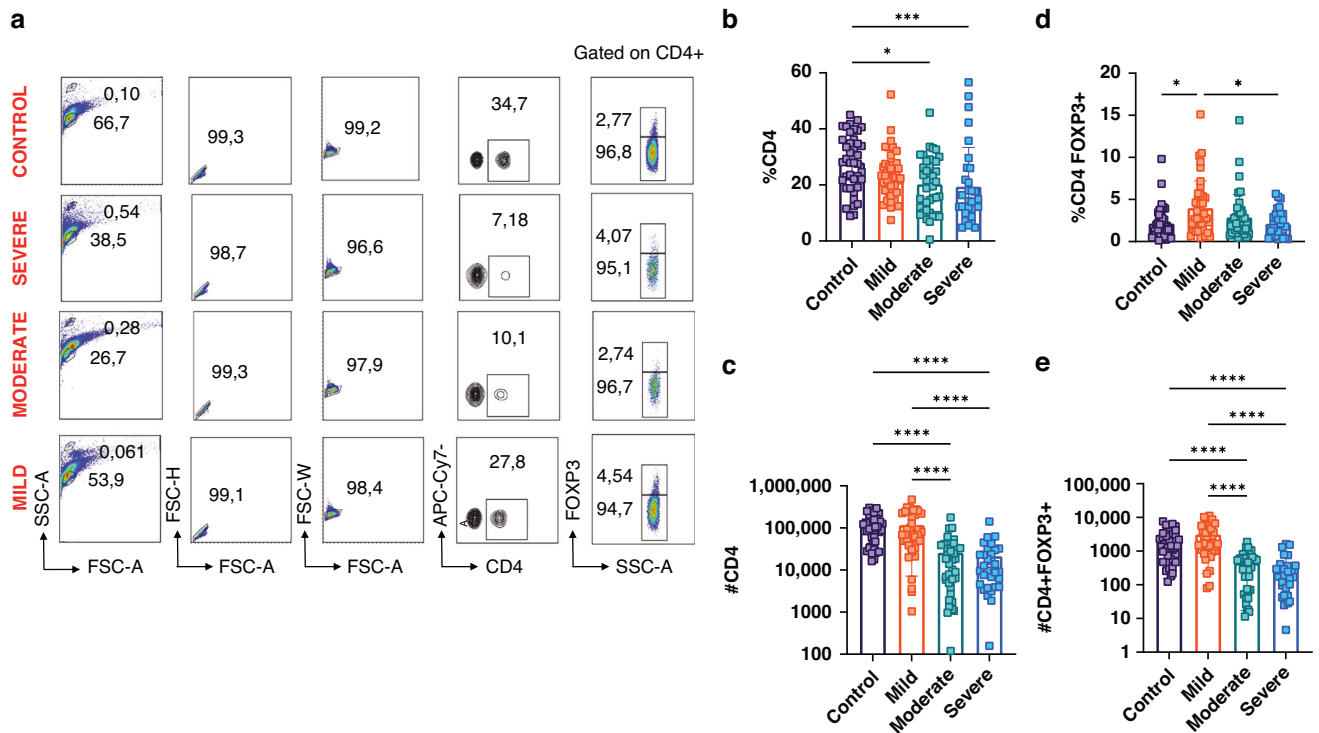 a
Gated on CD4+
CONTROL
0,10
66,7
99,3
99,2
34,7
2,77
96,8
SEVERE
0,54
38,5
98,7
96,6
7,18
4,07
95,1
MODERATE
0,28
26,7
99,3
97,9
10,1
2,74
96,7
MILD
0,061
53,9
99,1
98,4
27,8
4,54
94,7
SSC-A
FSC-A
FSC-H
FSC-A
FSC-W
FSC-A
APC-Cy7-A
CD4
FOXP3
SSC-A
b
***
*
60
40
20
0
%CD4
Control
Mild
Moderate
Severe
d
*
*
20
15
10
5
0
%CD4 FOXP3+
Control
Mild
Moderate
Severe
c
****
****
****
****
1,000,000
100,000
10,000
1000
100
#CD4
Control
Mild
Moderate
Severe
e
****
****
****
****
100,000
10,000
1000
100
10
1
#CD4+FOXP3+
Control
Mild
Moderate
Severe